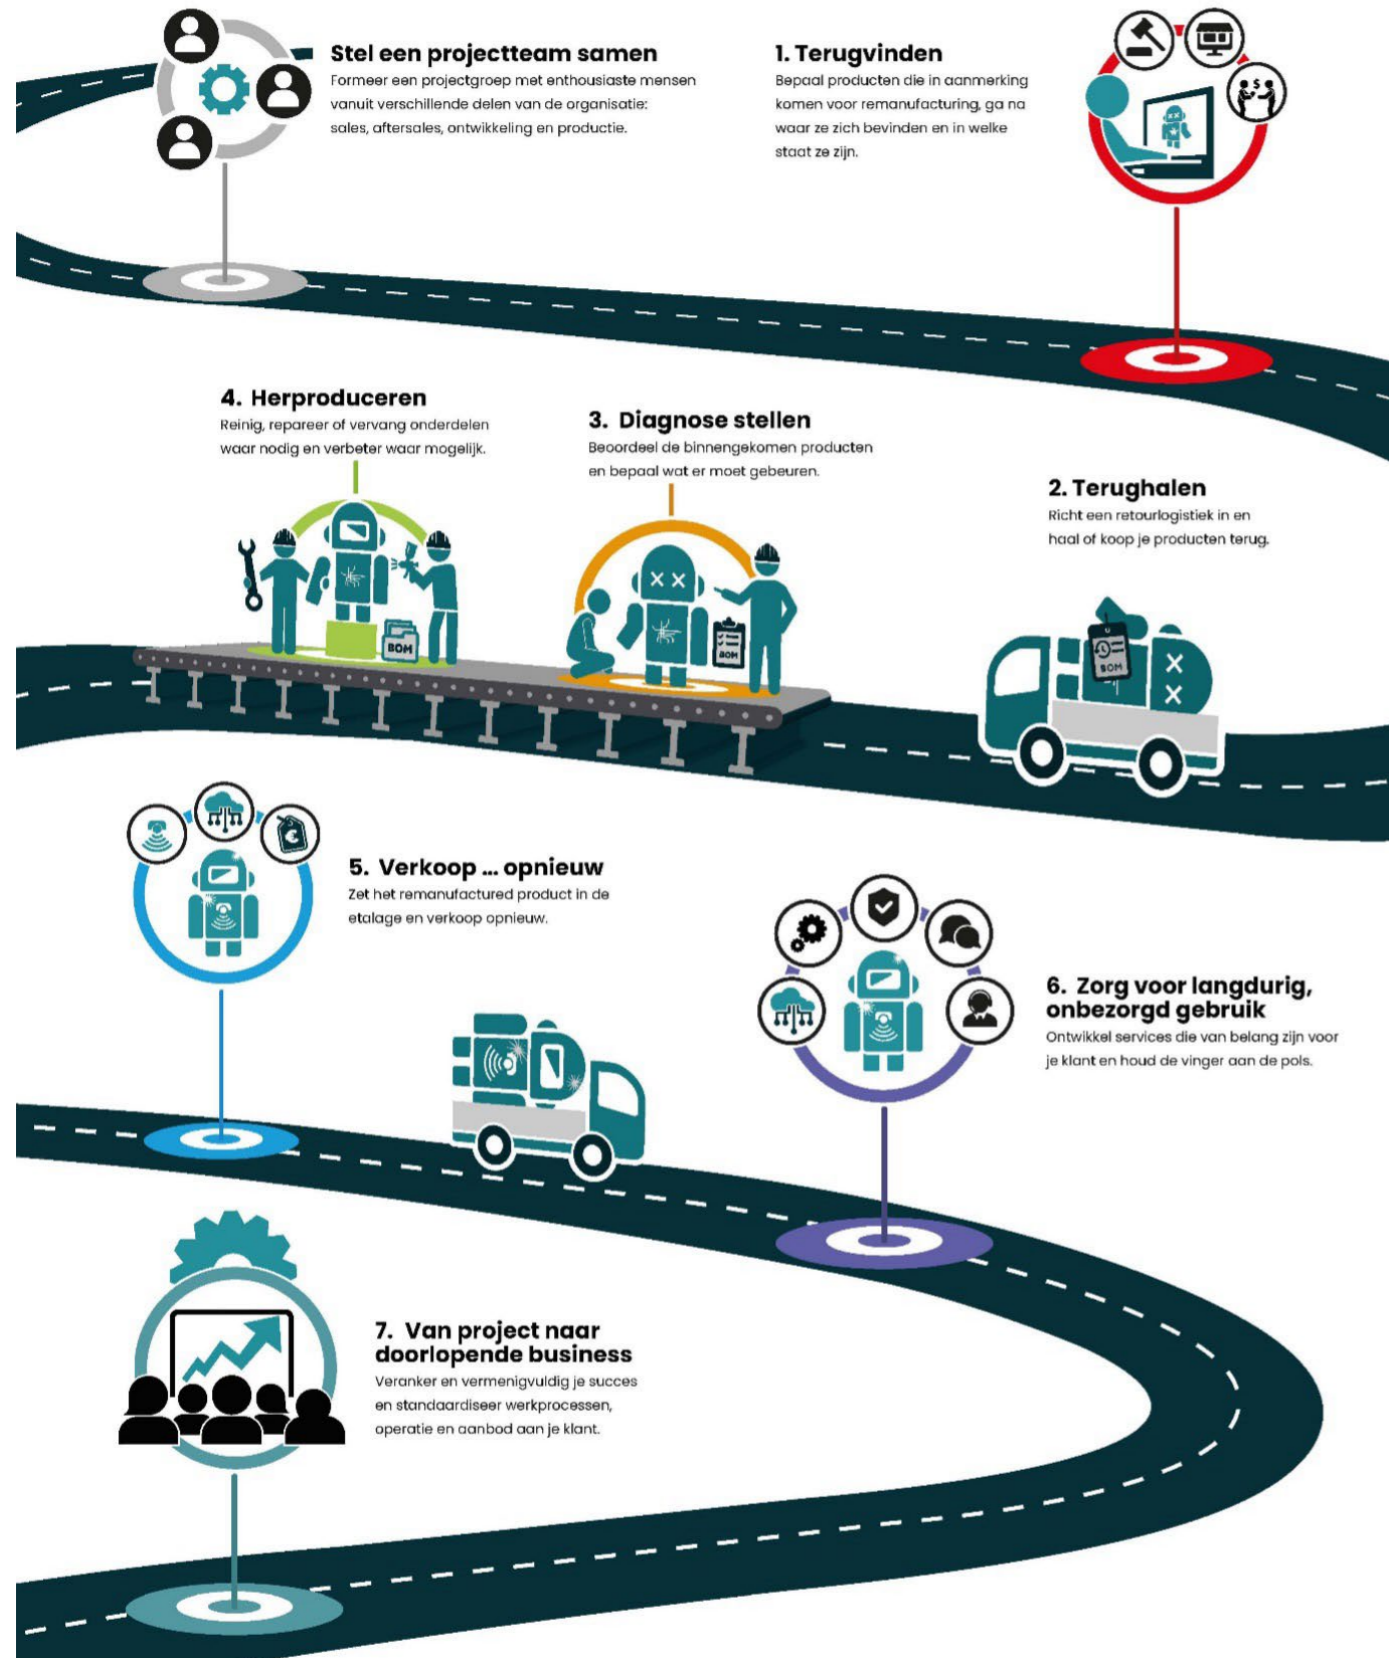 Stel een projectteam samen
Formeer een projectgroep met enthousiaste mensen
vanuit verschillende delen van de organisatie:
sales, aftersales, ontwikkeling en productie.
1. Terugvinden
Bepaal producten die in aanmerking
komen voor remanufacturing, ga na
waar ze zich bevinden en in welke
staat ze zijn.
2. Terughalen
Richt een retourlogistiek in en
haal of koop je producten terug.
BOM
3. Diagnose stellen
Beoordeel de binnengekomen producten
en bepaal wat er moet gebeuren.
BOM
4. Herproduceren
Reinig, repareer of vervang onderdelen
waar nodig en verbeter waar mogelijk.
BOM
5. Verkoop ... opnieuw
Zet het remanufactured product in de
etalage en verkoop opnieuw.
6. Zorg voor langdurig,
onbezorgd gebruik
Ontwikkel services die van belang zijn voor
je klant en houd de vinger aan de pols.
7. Van project naar
doorlopende business
Veranker en vermenigvuldig je succes
en standaardiseer werkprocessen,
operatie en aanbod aan je klant.